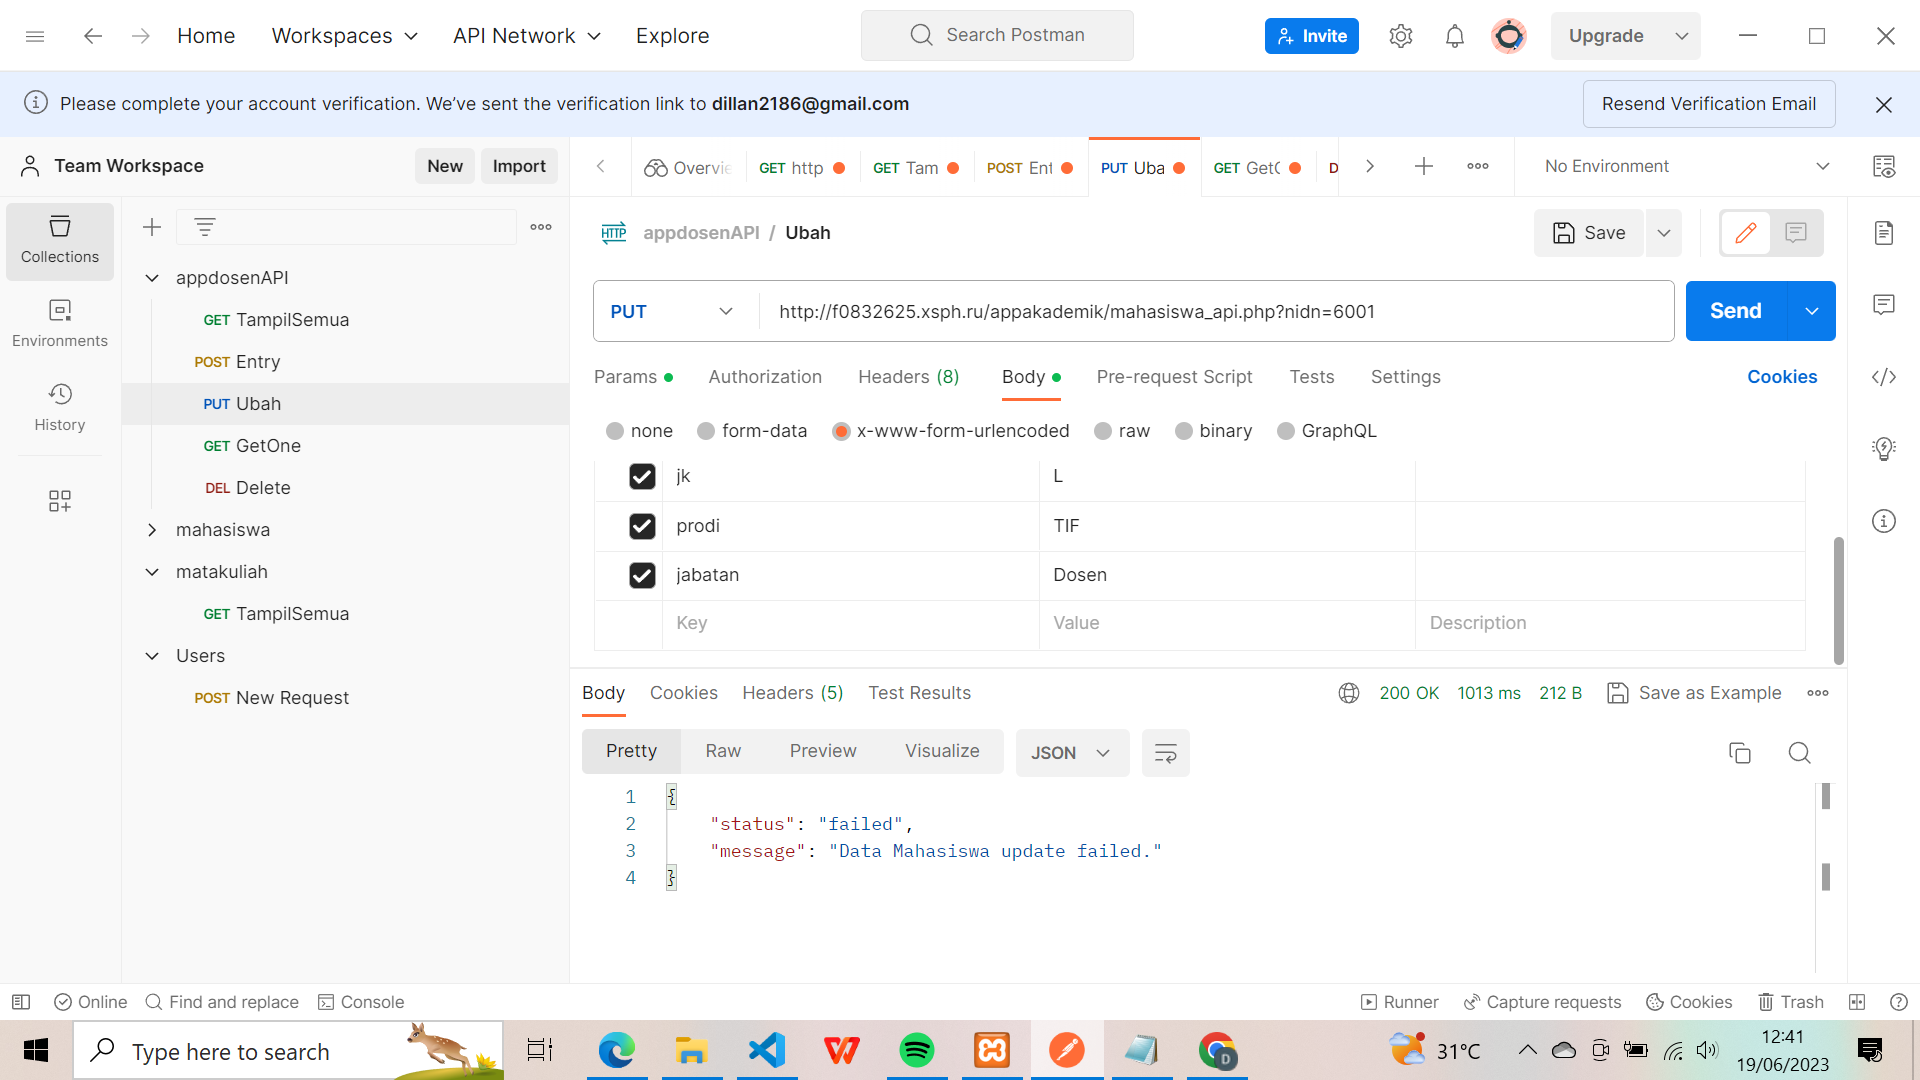 Home Workspaces API Network Explore Search Postman Invite Upgrade
Please complete your account verification. We've sent the verification link to dillan2186@gmail.com Resend Verification Email
Team Workspace New Import Overvie GET http GET Tam POST Ent PUT Uba GET Get No Environment
appdosenAPI / Ubah Save
Collections
Environments
History
appdosenAPI
GET TampilSemua
POST Entry
PUT Ubah
GET GetOne
DEL Delete
mahasiswa
matakuliah
GET TampilSemua
Users
POST New Request
PUT http://f0832625.xsph.ru/appakademik/mahasiswa_api.php?nidn=6001 Send
Params Authorization Headers (8) Body Pre-request Script Tests Settings Cookies
none form-data x-www-form-urlencoded raw binary GraphQL
jk L
prodi TIF
jabatan Dosen
Key Value Description
Body Cookies Headers (5) Test Results 200 OK 1013 ms 212 B Save as Example
Pretty Raw Preview Visualize JSON
1 {
2 "status": "failed",
3 "message": "Data Mahasiswa update failed."
4 }
Online Find and replace Console Runner Capture requests Cookies Trash
Type here to search 31°C 12:41
19/06/2023